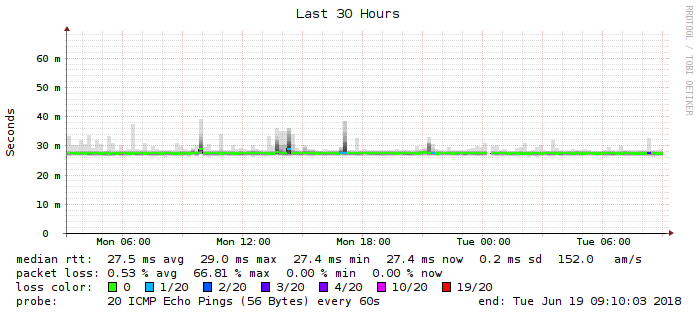 Last 30 Hours
RRDTOOL / TOBI OETIKER
Seconds
60 m
50 m
40 m
30 m
20 m
10 m
0
Mon 06:00 Mon 12:00 Mon 18:00 Tue 00:00 Tue 06:00
median rtt: 27.5 ms avg 29.0 ms max 27.4 ms min 27.4 ms now 0.2 ms sd 152.0 am/s
packet loss: 0.53 % avg 66.81 % max 0.00 % min 0.00 % now
loss color: 0 1/20 2/20 3/20 4/20 10/20 19/20
probe: 20 ICMP Echo Pings (56 Bytes) every 60s end: Tue Jun 19 09:10:03 2018